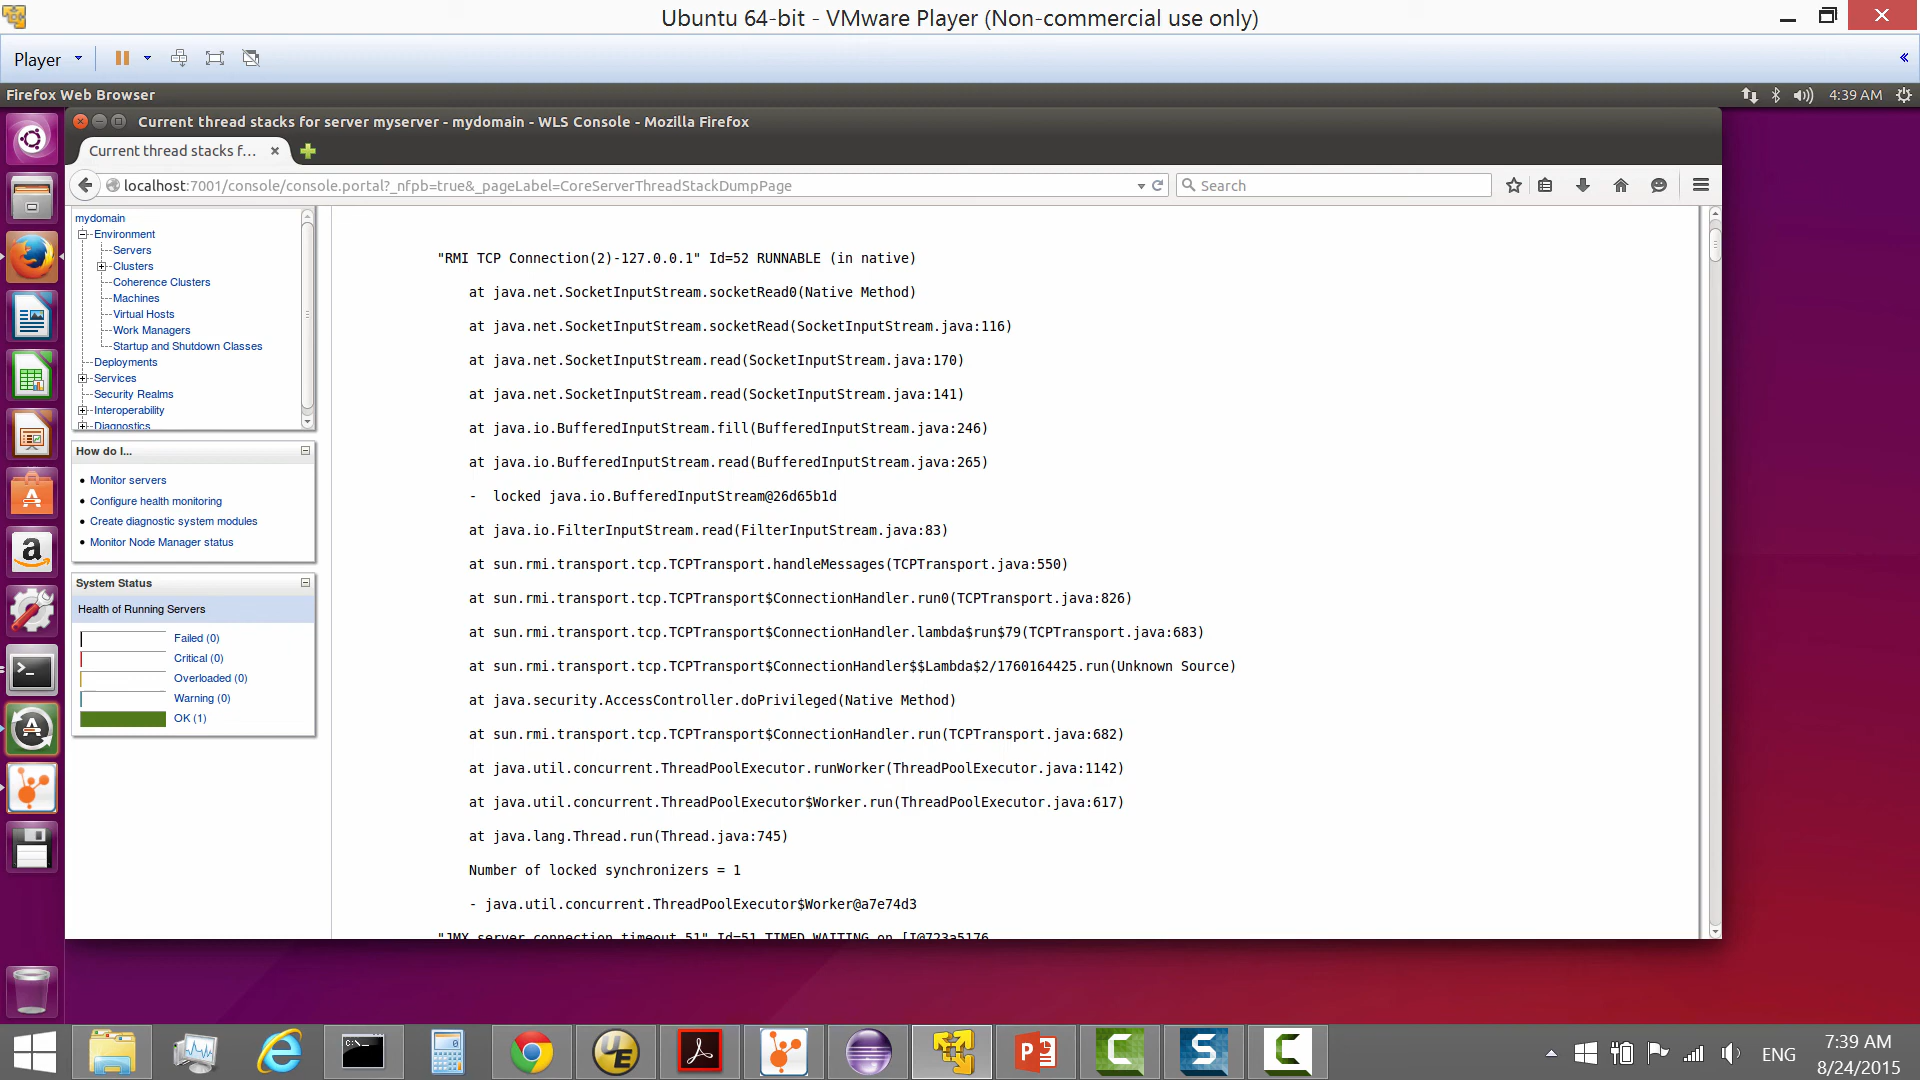 Ubuntu 64-bit - VMware Player (Non-commercial use only)
Player
Firefox Web Browser
4:39 AM
Current thread stacks for server myserver - mydomain - WLS Console - Mozilla Firefox
Current thread stacks f...
localhost:7001/console/console.portal?_nfpb=true&_pageLabel=CoreServerThreadStackDumpPage
Search
mydomain
Environment
Servers
Clusters
Coherence Clusters
Machines
Virtual Hosts
Work Managers
Startup and Shutdown Classes
Deployments
Services
Security Realms
Interoperability
Diagnostics
How do I...
Monitor servers
Configure health monitoring
Create diagnostic system modules
Monitor Node Manager status
System Status
Health of Running Servers
Failed (0)
Critical (0)
Overloaded (0)
Warning (0)
OK (1)
"RMI TCP Connection(2)-127.0.0.1" Id=52 RUNNABLE (in native)
at java.net.SocketInputStream.socketRead0(Native Method)
at java.net.SocketInputStream.socketRead(SocketInputStream.java:116)
at java.net.SocketInputStream.read(SocketInputStream.java:170)
at java.net.SocketInputStream.read(SocketInputStream.java:141)
at java.io.BufferedInputStream.fill(BufferedInputStream.java:246)
at java.io.BufferedInputStream.read(BufferedInputStream.java:265)
- locked java.io.BufferedInputStream@26d65b1d
at java.io.FilterInputStream.read(FilterInputStream.java:83)
at sun.rmi.transport.tcp.TCPTransport.handleMessages(TCPTransport.java:550)
at sun.rmi.transport.tcp.TCPTransport$ConnectionHandler.run0(TCPTransport.java:826)
at sun.rmi.transport.tcp.TCPTransport$ConnectionHandler.lambda$run$79(TCPTransport.java:683)
at sun.rmi.transport.tcp.TCPTransport$ConnectionHandler$$Lambda$2/1760164425.run(Unknown Source)
at java.security.AccessController.doPrivileged(Native Method)
at sun.rmi.transport.tcp.TCPTransport$ConnectionHandler.run(TCPTransport.java:682)
at java.util.concurrent.ThreadPoolExecutor.runWorker(ThreadPoolExecutor.java:1142)
at java.util.concurrent.ThreadPoolExecutor$Worker.run(ThreadPoolExecutor.java:617)
at java.lang.Thread.run(Thread.java:745)
Number of locked synchronizers = 1
- java.util.concurrent.ThreadPoolExecutor$Worker@a7e74d3
"JMX server connection timeout 51" Id=51 TIMED_WAITING on [I@723a5176
ENG
7:39 AM
8/24/2015